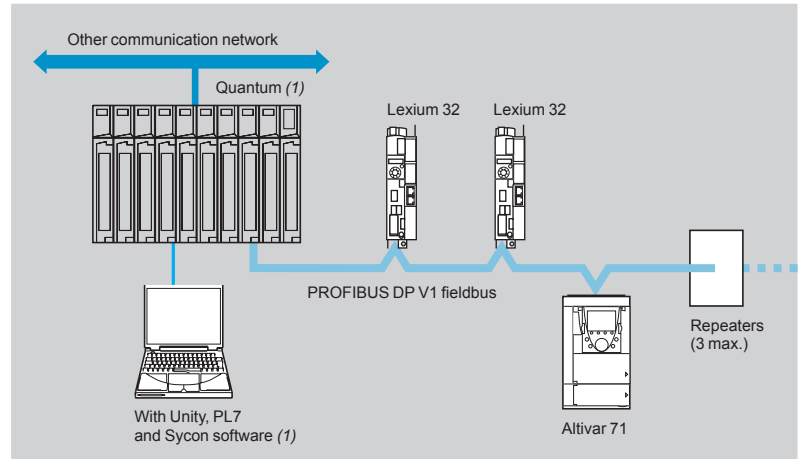 Other communication network
Quantum (1)
Lexium 32
Lexium 32
PROFIBUS DP V1 fieldbus
Repeaters
(3 max.)
With Unity, PL7
and Sycon software (1)
Altivar 71